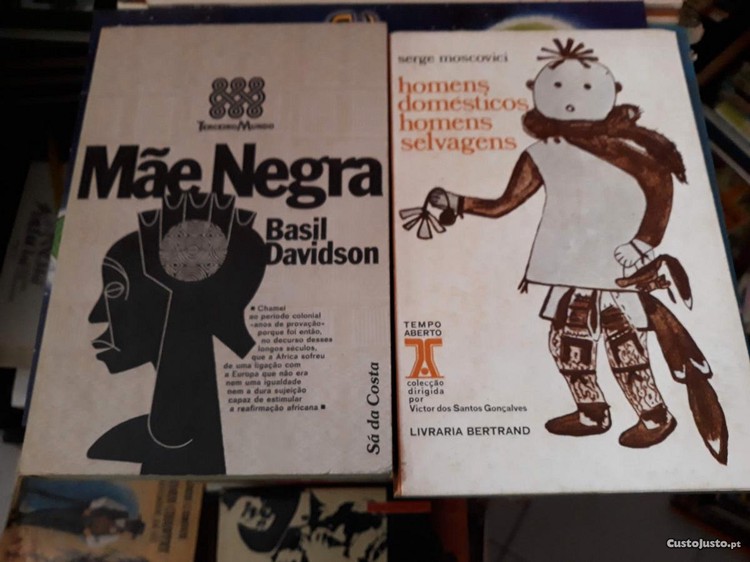 TERCEIRO MUNDO
Mãe Negra
Basil
Davidson
• Chamei
ao período colonial
«anos de provação»
porque foi então,
no decurso desses
longos séculos,
que a África sofreu
de uma ligação com
a Europa que não era
nem uma igualdade
nem a dura sujeição
capaz de estimular
a reafirmação africana •
Sá da Costa
serge moscovici
homens
domésticos
homens
selvagens
TEMPO
ABERTO
colecção
dirigida
por
Victor dos Santos Gonçalves
LIVRARIA BERTRAND
CustoJusto.pt